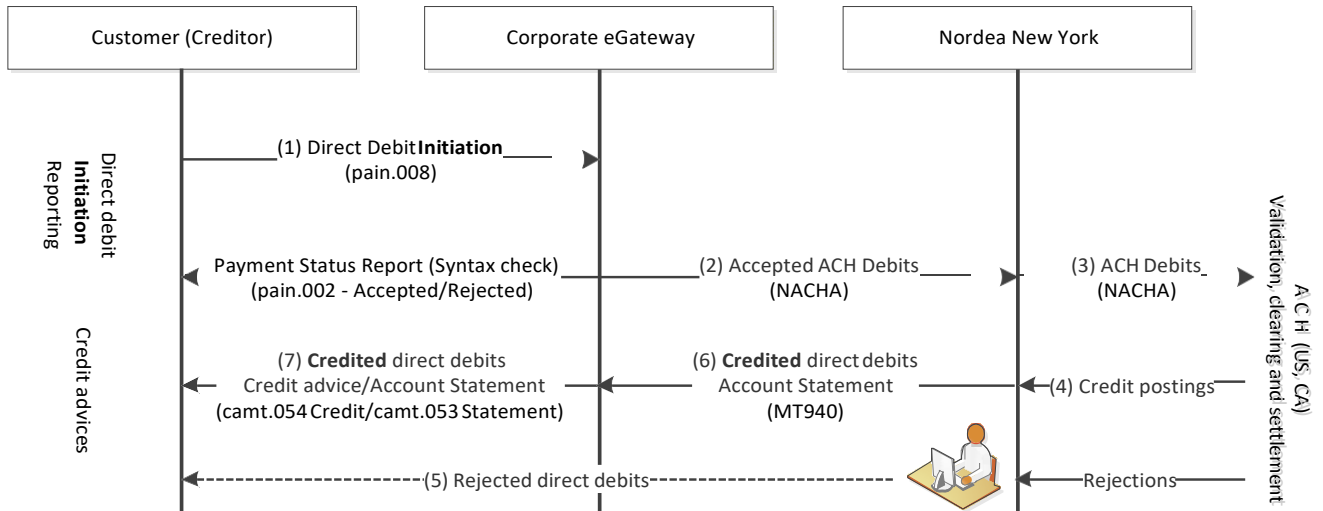 Customer (Creditor)
Corporate eGateway
Nordea New York
Direct debit
Initiation
Reporting
(1) Direct Debit Initiation
(pain.008)
Payment Status Report (Syntax check)
(pain.002 - Accepted/Rejected)
(2) Accepted ACH Debits
(NACHA)
(3) ACH Debits
(NACHA)
Credit advices
(7) Credited direct debits
Credit advice/Account Statement
(camt.054 Credit/camt.053 Statement)
(6) Credited direct debits
Account Statement
(MT940)
(4) Credit postings
(5) Rejected direct debits
Rejections
A C H (US, CA)
Validation, clearing and settlement